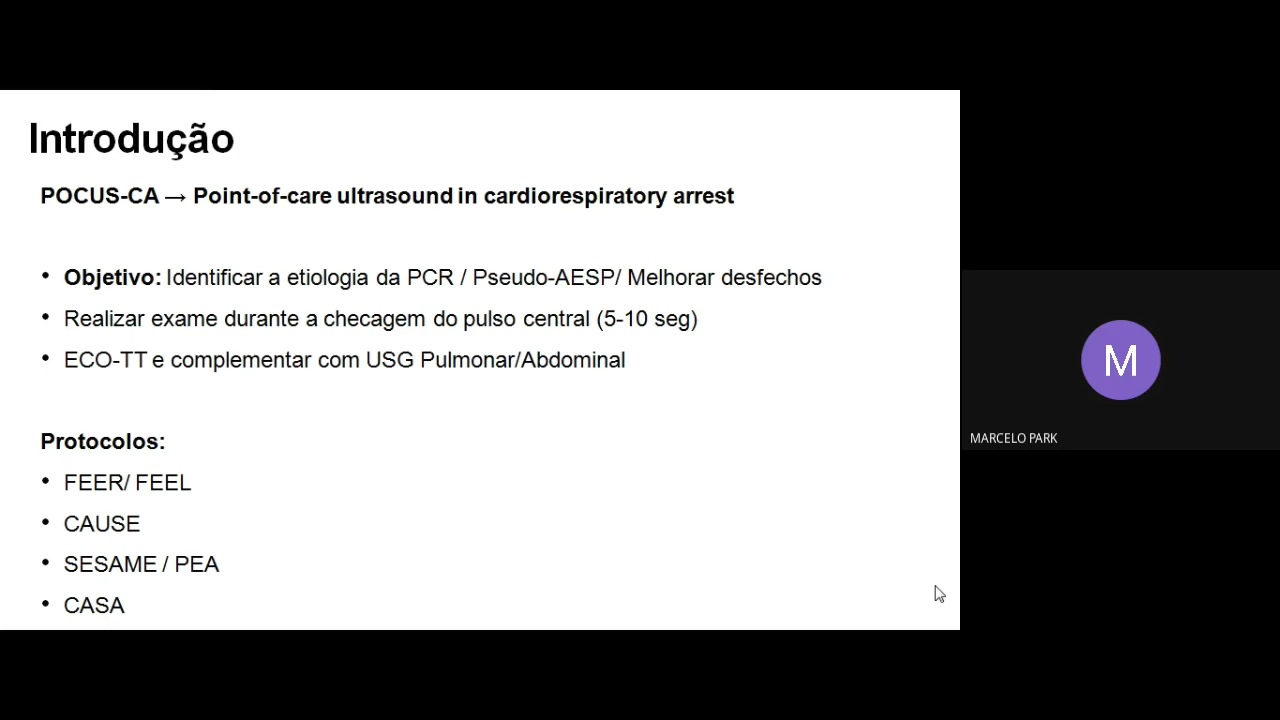 Introdução
POCUS-CA → Point-of-care ultrasound in cardiorespiratory arrest
• Objetivo: Identificar a etiologia da PCR / Pseudo-AESP/ Melhorar desfechos
• Realizar exame durante a checagem do pulso central (5-10 seg)
• ECO-TT e complementar com USG Pulmonar/Abdominal
Protocolos:
• FEER/ FEEL
• CAUSE
• SESAME / PEA
• CASA
M
MARCELO PARK